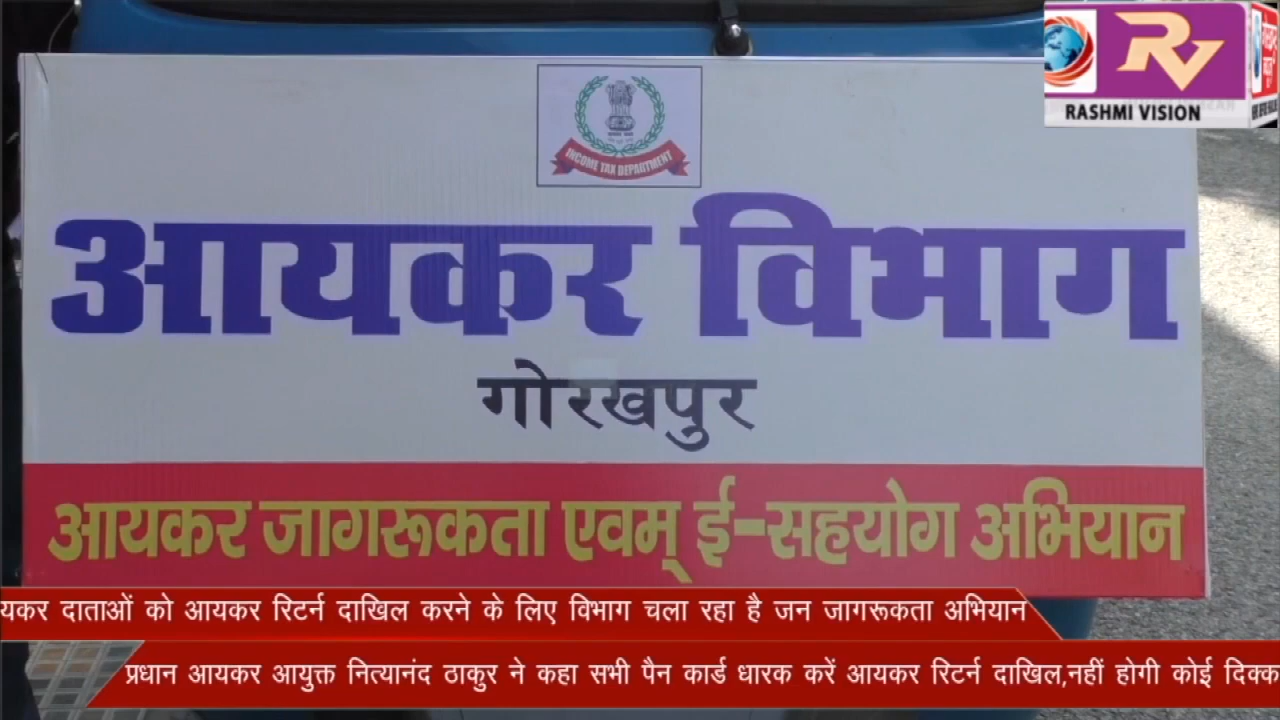 RV
RASHMI VISION
INCOME TAX DEPARTMENT
आयकर विभाग
गोरखपुर
आयकर जागरूकता एवम् ई-सहयोग अभियान
यकर दाताओं को आयकर रिटर्न दाखिल करने के लिए विभाग चला रहा है जन जागरूकता अभियान
प्रधान आयकर आयुक्त नित्यानंद ठाकुर ने कहा सभी पैन कार्ड धारक करें आयकर रिटर्न दाखिल,नहीं होगी कोई दिक्क